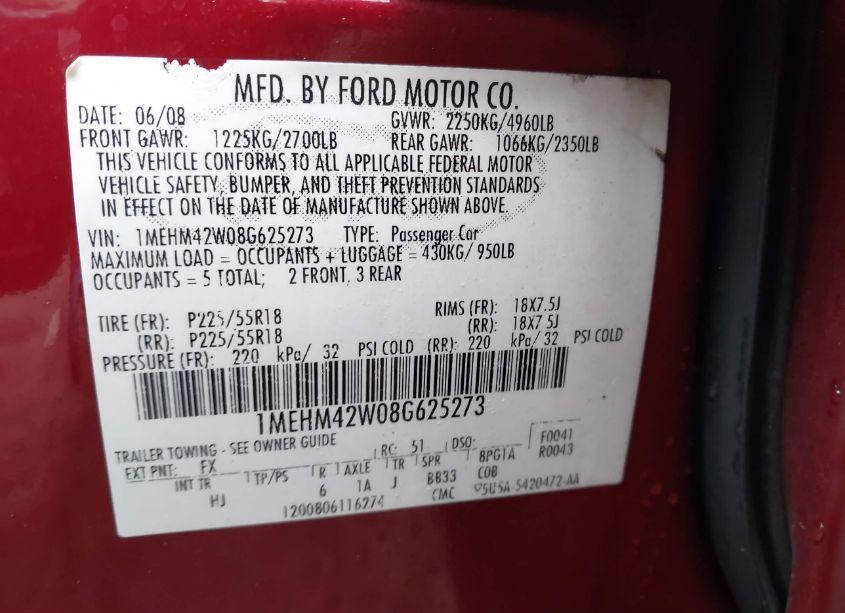 MFD. BY FORD MOTOR CO.
DATE: 06/08 GVWR: 2250KG/4960LB
FRONT GAWR: 1225KG/2700LB REAR GAWR: 1066KG/2350LB
THIS VEHICLE CONFORMS TO ALL APPLICABLE FEDERAL MOTOR
VEHICLE SAFETY, BUMPER, AND THEFT PREVENTION STANDARDS
IN EFFECT ON THE DATE OF MANUFACTURE SHOWN ABOVE.
VIN: 1MEHM42W08G625273 TYPE: Passenger Car
MAXIMUM LOAD = OCCUPANTS + LUGGAGE = 430KG/ 950LB
OCCUPANTS = 5 TOTAL; 2 FRONT, 3 REAR
TIRE (FR): P225/55R18 RIMS (FR): 18X7.5J
(RR): P225/55R18 (RR): 18X7.5J
PRESSURE (FR): 220 kPa/ 32 PSI COLD (RR): 220 kPa/ 32 PSI COLD
1MEHM42W08G625273
TRAILER TOWING - SEE OWNER GUIDE RC: 51 DSO: F0041
EXT PNT: FX 8PG1A R0043
INT TR TP/PS R AXLE TR SPR COB
HJ 6 1A J BB33
1200806116274 CMC 5U5A-5420472-AA